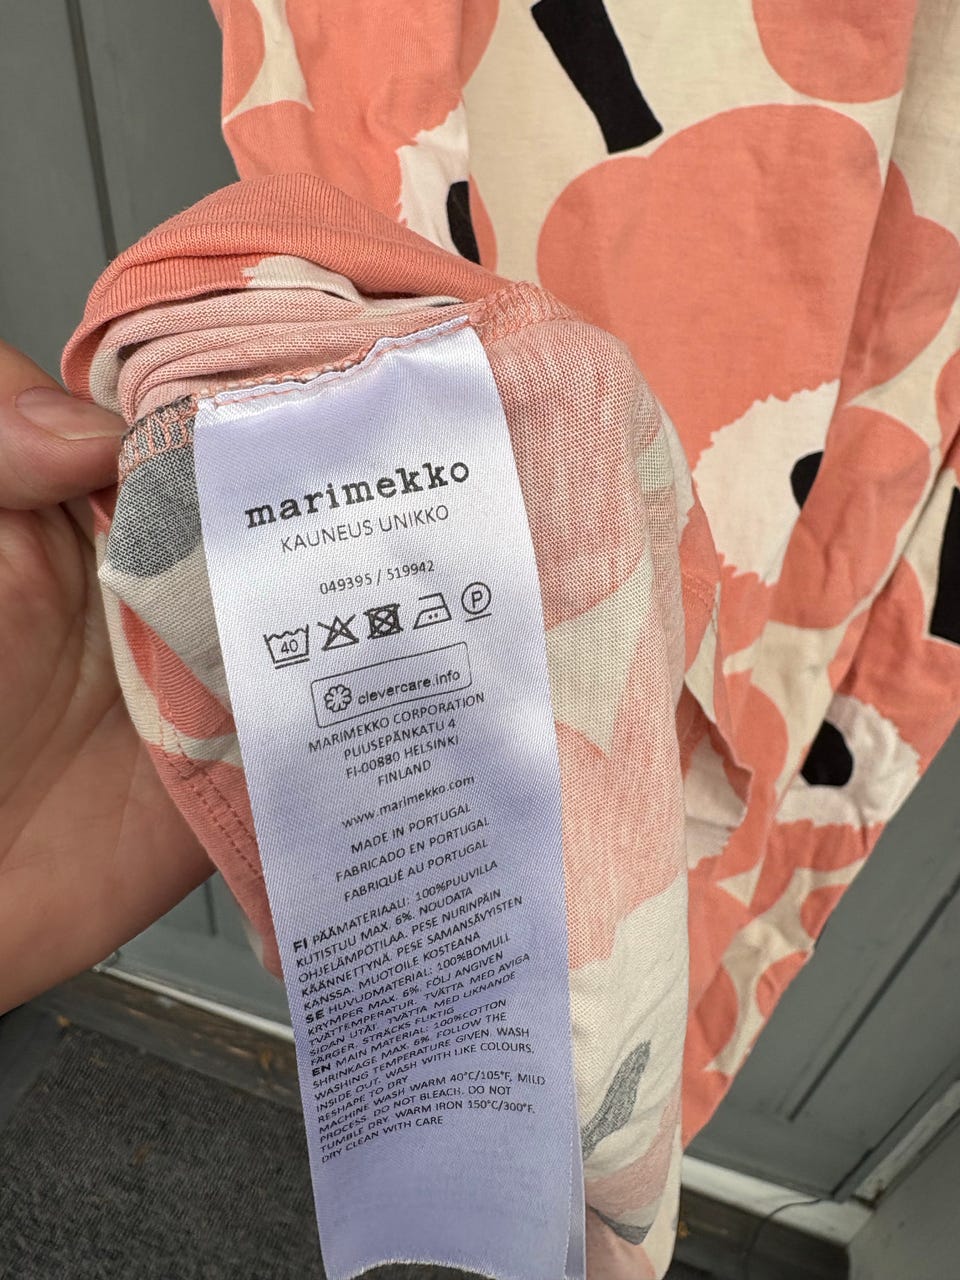 marimekko
KAUNEUS UNIKKO
049395 / 519942
40 P
clevercare.info
MARIMEKKO CORPORATION
PUUSEPÄNKATU 4
FI-00880 HELSINKI
FINLAND
www.marimekko.com
MADE IN PORTUGAL
FABRICADO EN PORTUGAL
FABRIQUÉ AU PORTUGAL
FI PÄÄMATERIAALI: 100%PUUVILLA
KUTISTUU MAX. 6%. NOUDATA
OHJELÄMPÖTILAA. PESE NURINPÄIN
KÄÄNNETTYNÄ. PESE SAMANSÄVYISTEN
KANSSA. MUOTOILE KOSTEANA
SE HUVUDMATERIAL: 100%BOMULL
KRYMPER MAX. 6%. FÖLJ ANGIVEN
TVÄTTEMPERATUR. TVÄTTA MED AVIGA
SIDAN UTÅT. TVÄTTA MED LIKNANDE
FÄRGER. STRÄCKS FUKTIG
EN MAIN MATERIAL: 100%COTTON
SHRINKAGE MAX. 6%. FOLLOW THE
WASHING TEMPERATURE GIVEN. WASH
INSIDE OUT. WASH WITH LIKE COLOURS.
RESHAPE TO DRY
MACHINE WASH WARM 40°C/105°F, MILD
PROCESS. DO NOT BLEACH. DO NOT
TUMBLE DRY. WARM IRON 150°C/300°F.
DRY CLEAN WITH CARE